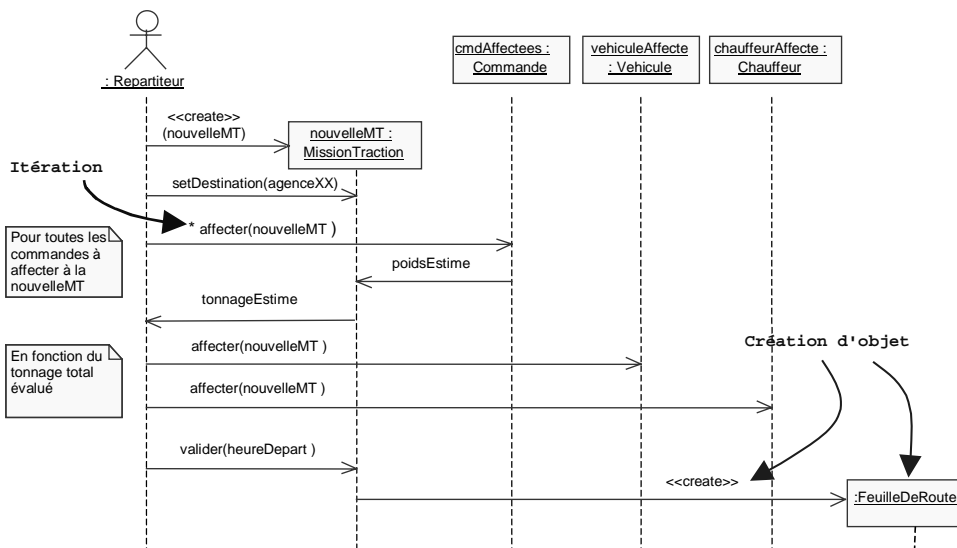 cmdAffectees :
Commande
vehiculeAffecte
: Vehicule
chauffeurAffecte :
Chauffeur
: Repartiteur
<<create>>
(nouvelleMT)
nouvelleMT :
MissionTraction
Itération
setDestination(agenceXX)
* affecter(nouvelleMT )
Pour toutes les
commandes à
affecter à la
nouvelleMT
poidsEstime
tonnageEstime
En fonction du
tonnage total
évalué
affecter(nouvelleMT )
Création d'objet
affecter(nouvelleMT )
valider(heureDepart )
<<create>>
:FeuilleDeRoute